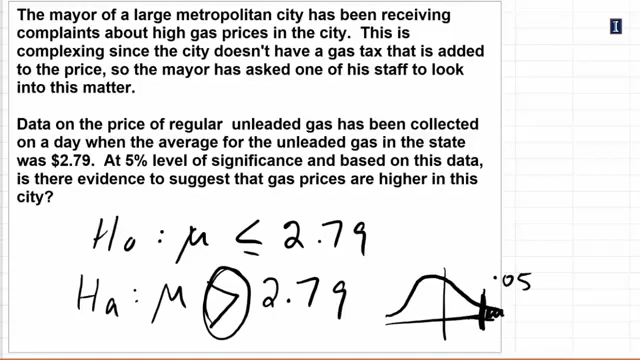 The mayor of a large metropolitan city has been receiving
complaints about high gas prices in the city. This is
complexing since the city doesn't have a gas tax that is added
to the price, so the mayor has asked one of his staff to look
into this matter.
Data on the price of regular unleaded gas has been collected
on a day when the average for the unleaded gas in the state
was $2.79. At 5% level of significance and based on this data,
is there evidence to suggest that gas prices are higher in this
city?
Ho : μ ≤ 2.79
Ha : μ > 2.79
.05